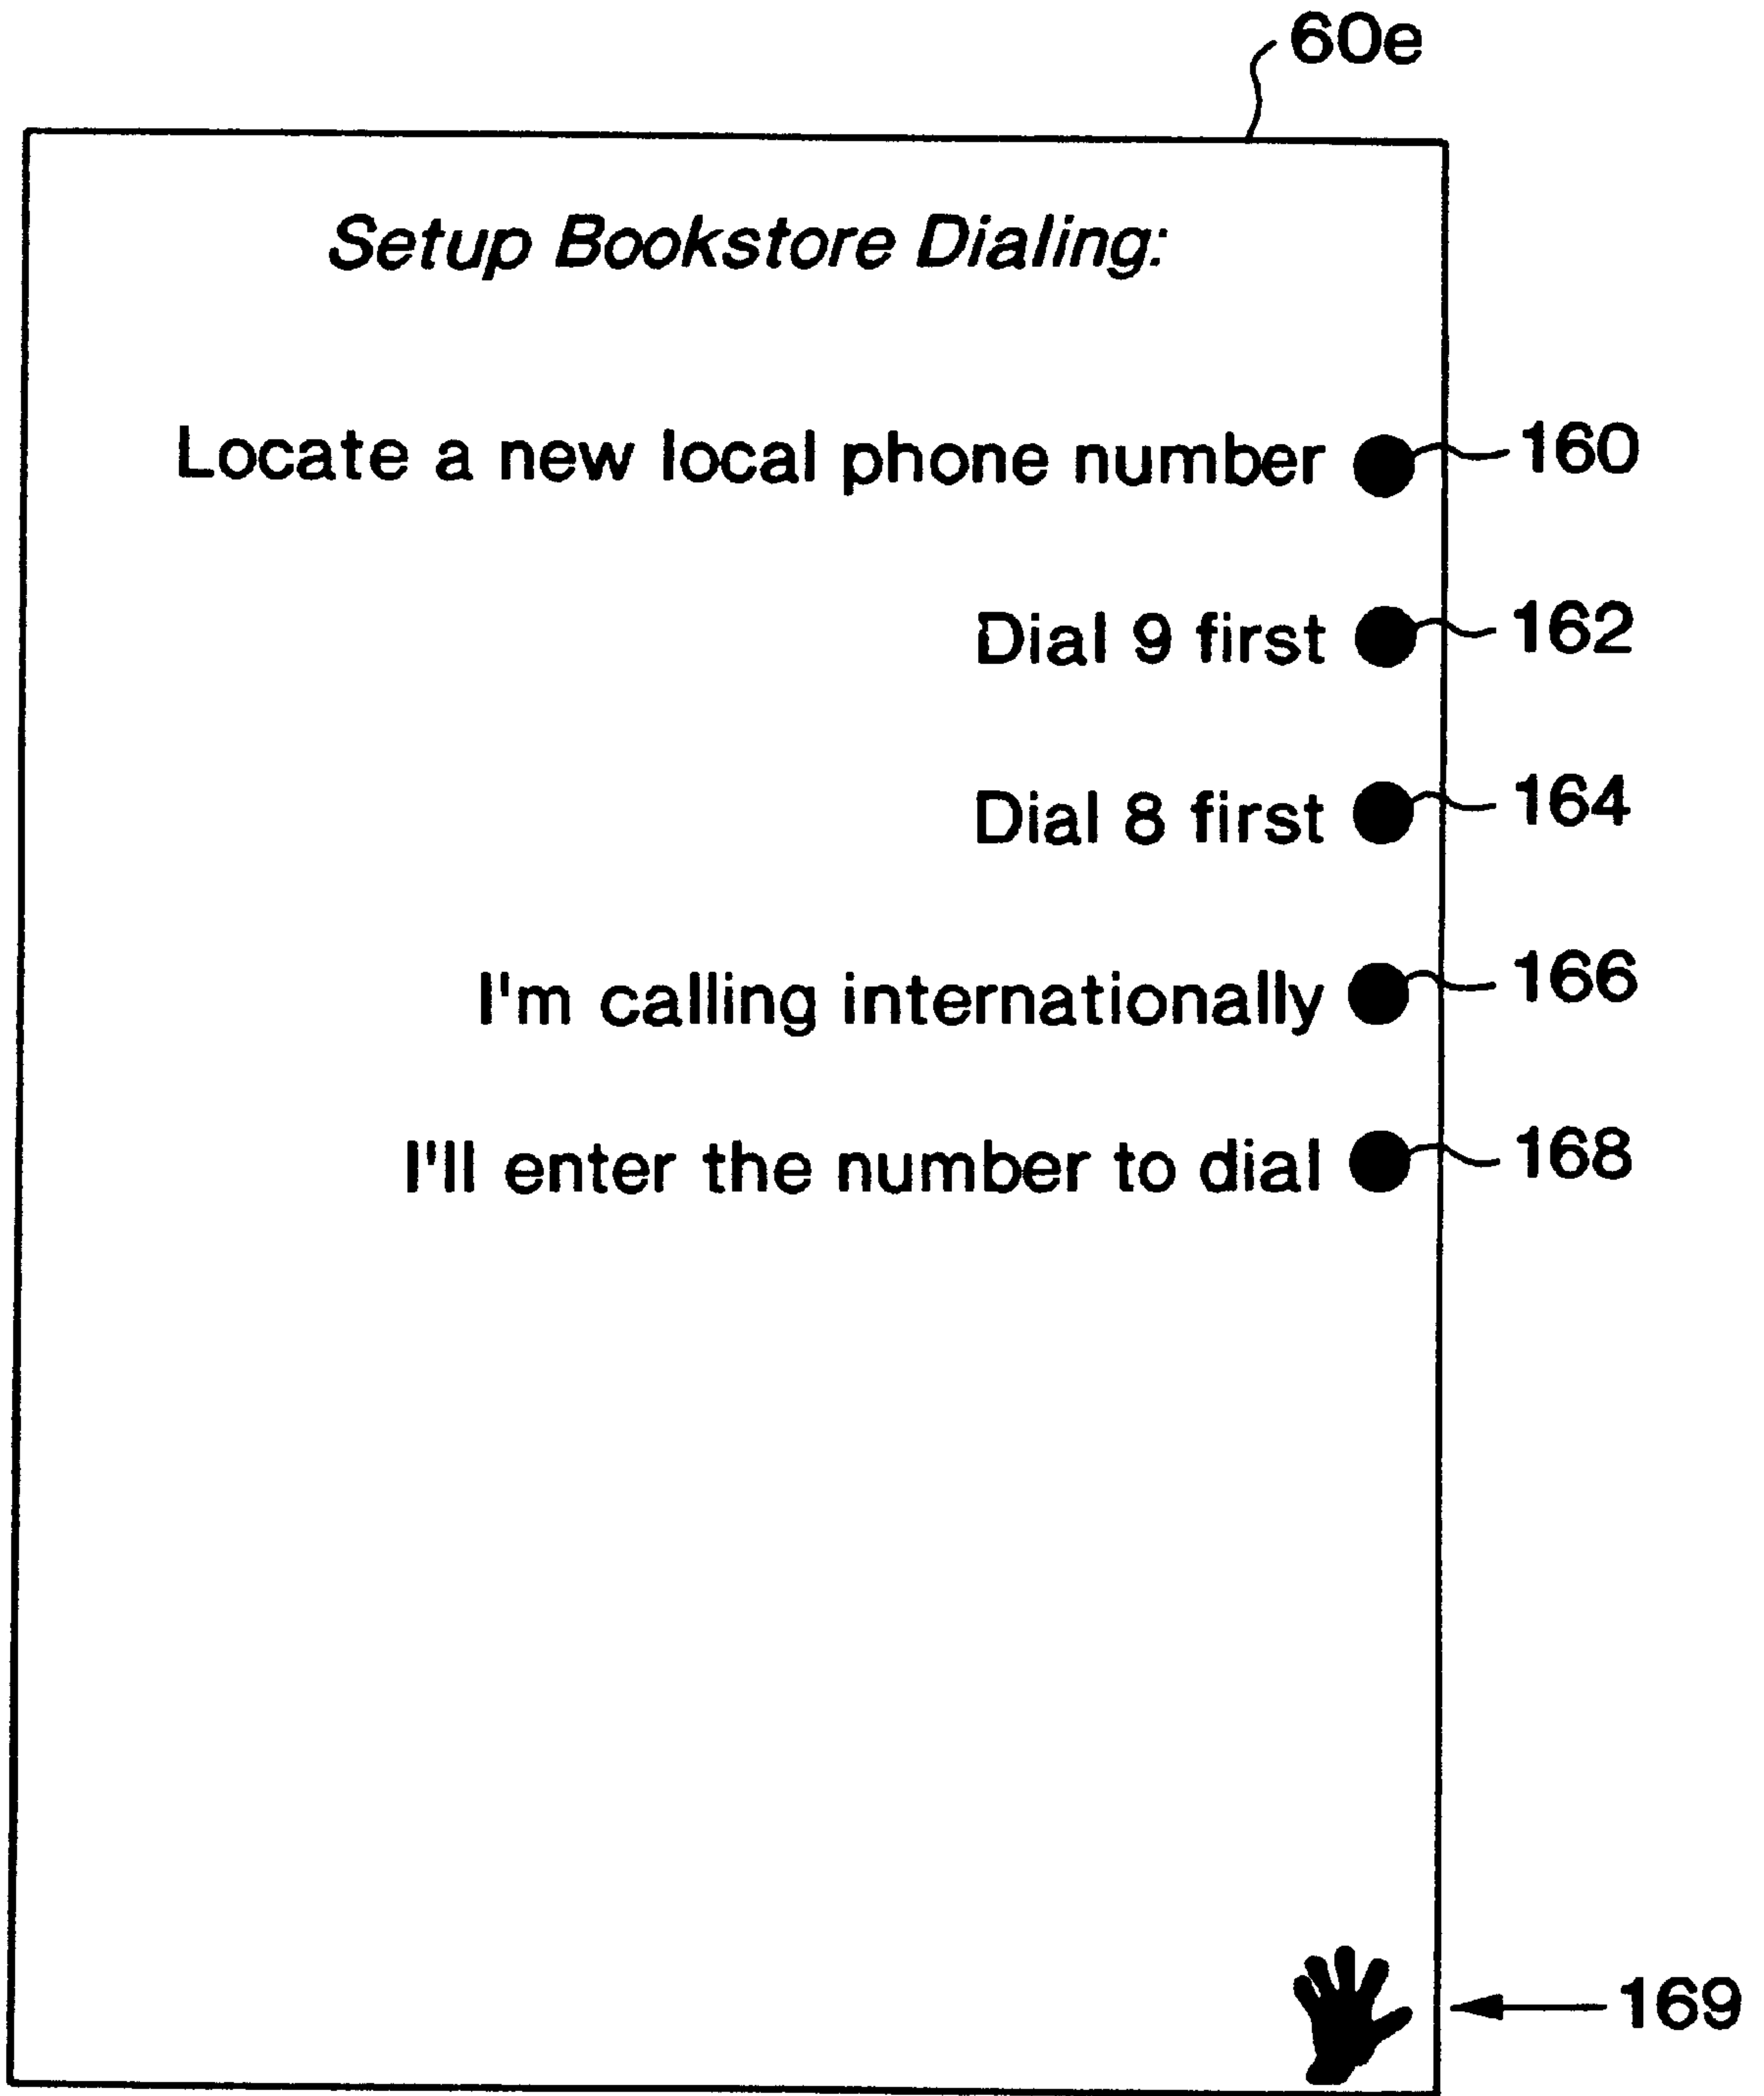 60e
Setup Bookstore Dialing:
Locate a new local phone number 160
Dial 9 first 162
Dial 8 first 164
I'm calling internationally 166
I'll enter the number to dial 168
169